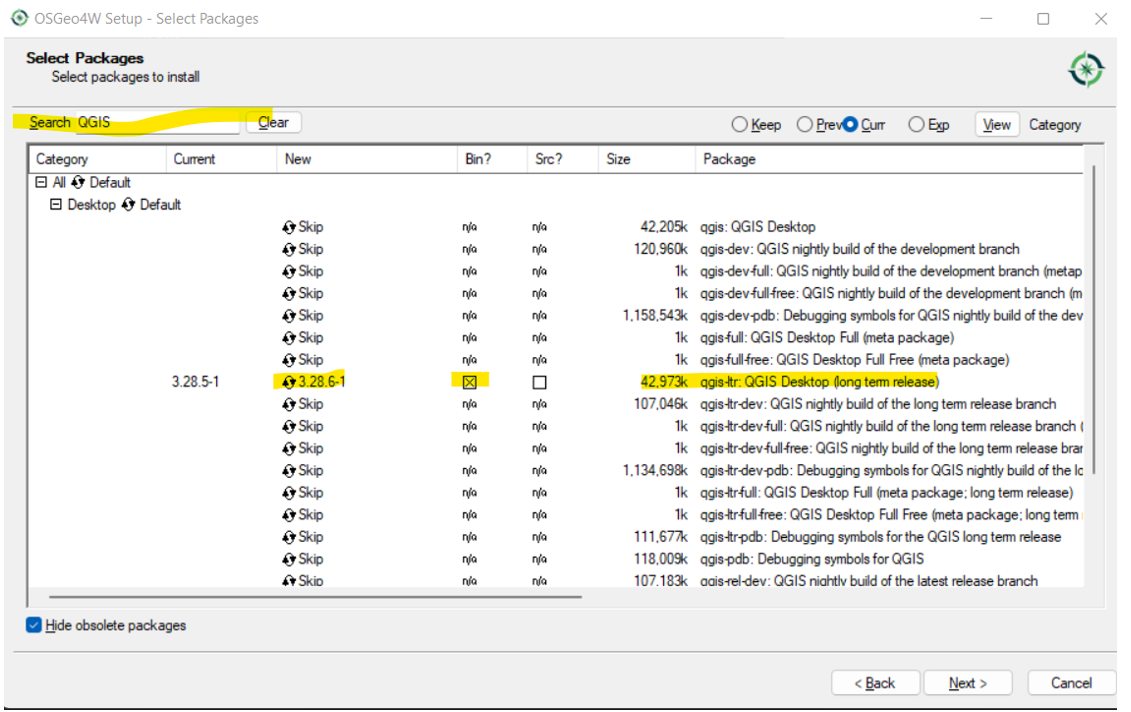 OSGeo4W Setup - Select Packages
Select Packages
Select packages to install
Search QGIS Clear Keep Prev Curr Exp View Category
Category Current New Bin? Src? Size Package
All Default
Desktop Default
Skip n/a n/a 42,205k qgis: QGIS Desktop
Skip n/a n/a 120,960k qgis-dev: QGIS nightly build of the development branch
Skip n/a n/a 1k qgis-dev-full: QGIS nightly build of the development branch (metap
Skip n/a n/a 1k qgis-dev-full-free: QGIS nightly build of the development branch (m
Skip n/a n/a 1,158,543k qgis-dev-pdb: Debugging symbols for QGIS nightly build of the dev
Skip n/a n/a 1k qgis-full: QGIS Desktop Full (meta package)
Skip n/a n/a 1k qgis-full-free: QGIS Desktop Full Free (meta package)
3.28.5-1 3.28.6-1 42,973k qgis-ltr: QGIS Desktop (long term release)
Skip n/a n/a 107,046k qgis-ltr-dev: QGIS nightly build of the long term release branch
Skip n/a n/a 1k qgis-ltr-dev-full: QGIS nightly build of the long term release branch (
Skip n/a n/a 1k qgis-ltr-dev-full-free: QGIS nightly build of the long term release bran
Skip n/a n/a 1,134,698k qgis-ltr-dev-pdb: Debugging symbols for QGIS nightly build of the lo
Skip n/a n/a 1k qgis-ltr-full: QGIS Desktop Full (meta package; long term release)
Skip n/a n/a 1k qgis-ltr-full-free: QGIS Desktop Full Free (meta package; long term
Skip n/a n/a 111,677k qgis-ltr-pdb: Debugging symbols for the QGIS long term release
Skip n/a n/a 118,009k qgis-pdb: Debugging symbols for QGIS
Skip n/a n/a 107,183k qgis-rel-dev: QGIS nightly build of the latest release branch
Hide obsolete packages
< Back Next > Cancel